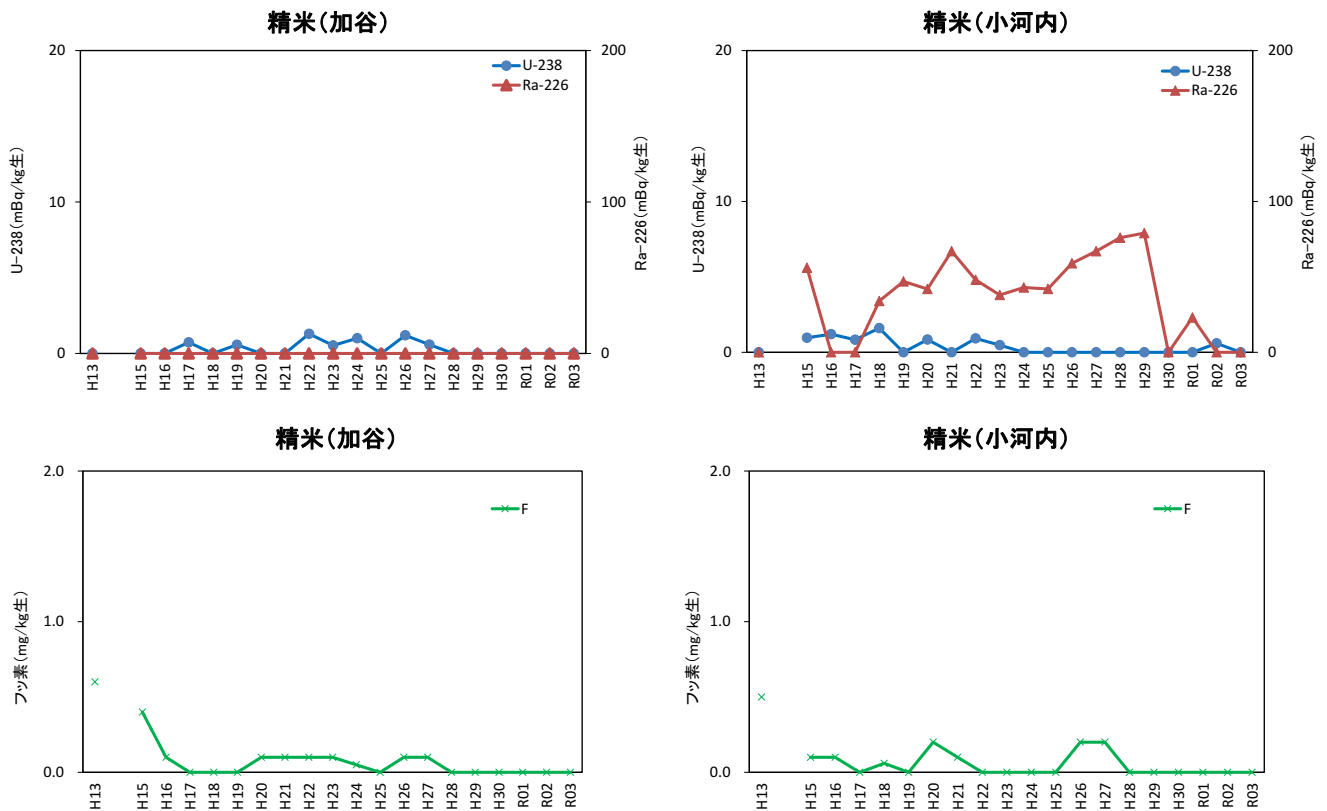 精米(加谷)
20
10
0
U-238(mBq/kg生)
200
100
0
Ra-226(mBq/kg生)
U-238
Ra-226
H13 H15 H16 H17 H18 H19 H20 H21 H22 H23 H24 H25 H26 H27 H28 H29 H30 R01 R02 R03
精米(小河内)
20
10
0
U-238(mBq/kg生)
200
100
0
Ra-226(mBq/kg生)
U-238
Ra-226
H13 H15 H16 H17 H18 H19 H20 H21 H22 H23 H24 H25 H26 H27 H28 H29 H30 R01 R02 R03
精米(加谷)
2.0
1.0
0.0
フッ素(mg/kg生)
F
H13 H15 H16 H17 H18 H19 H20 H21 H22 H23 H24 H25 H26 H27 H28 H29 H30 R01 R02 R03
精米(小河内)
2.0
1.0
0.0
フッ素(mg/kg生)
F
H13 H15 H16 H17 H18 H19 H20 H21 H22 H23 H24 H25 H26 H27 H28 H29 H30 R01 R02 R03